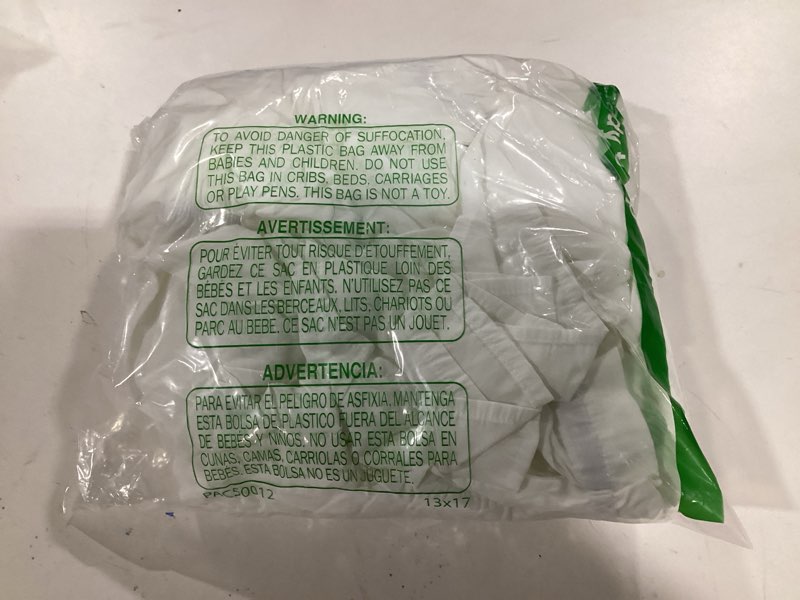 WARNING:
TO AVOID DANGER OF SUFFOCATION,
KEEP THIS PLASTIC BAG AWAY FROM
BABIES AND CHILDREN. DO NOT USE
THIS BAG IN CRIBS, BEDS, CARRIAGES
OR PLAY PENS. THIS BAG IS NOT A TOY.
AVERTISSEMENT:
POUR ÉVITER TOUT RISQUE D'ETOUFFEMENT,
GARDEZ CE SAC EN PLASTIQUE LOIN DES
BÉBÉS ET LES ENFANTS. N'UTILISEZ PAS CE
SAC DANS LES BERCEAUX, LITS, CHARIOTS OU
PARC AU BEBE. CE SAC N'EST PAS UN JOUET.
ADVERTENCIA:
PARA EVITAR EL PELIGRO DE ASFIXIA, MANTENGA
ESTA BOLSA DE PLASTICO FUERA DEL ALCANCE
DE BEBES Y NIÑOS. NO USAR ESTA BOLSA EN
CUNAS, CAMAS, CARRIOLAS O CORRALES PARA
BEBÉS. ESTA BOLSA NO ES UN JUGUETE.
PAC50012
13x17